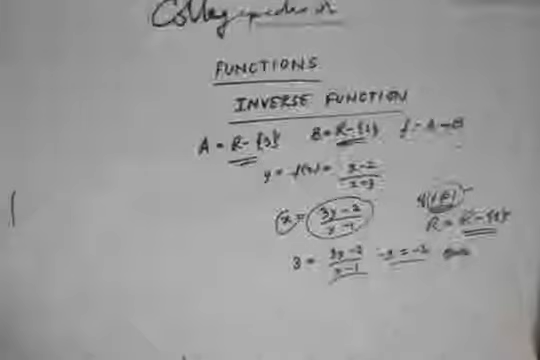 FUNCTIONS
INVERSE FUNCTION
A = R - {3} B = R - {1} f = A → B
y = f(x) = x-2 / x-3
x = 3y-2 / y-1
R = R - {1}
3 = 3y-2 / y-1